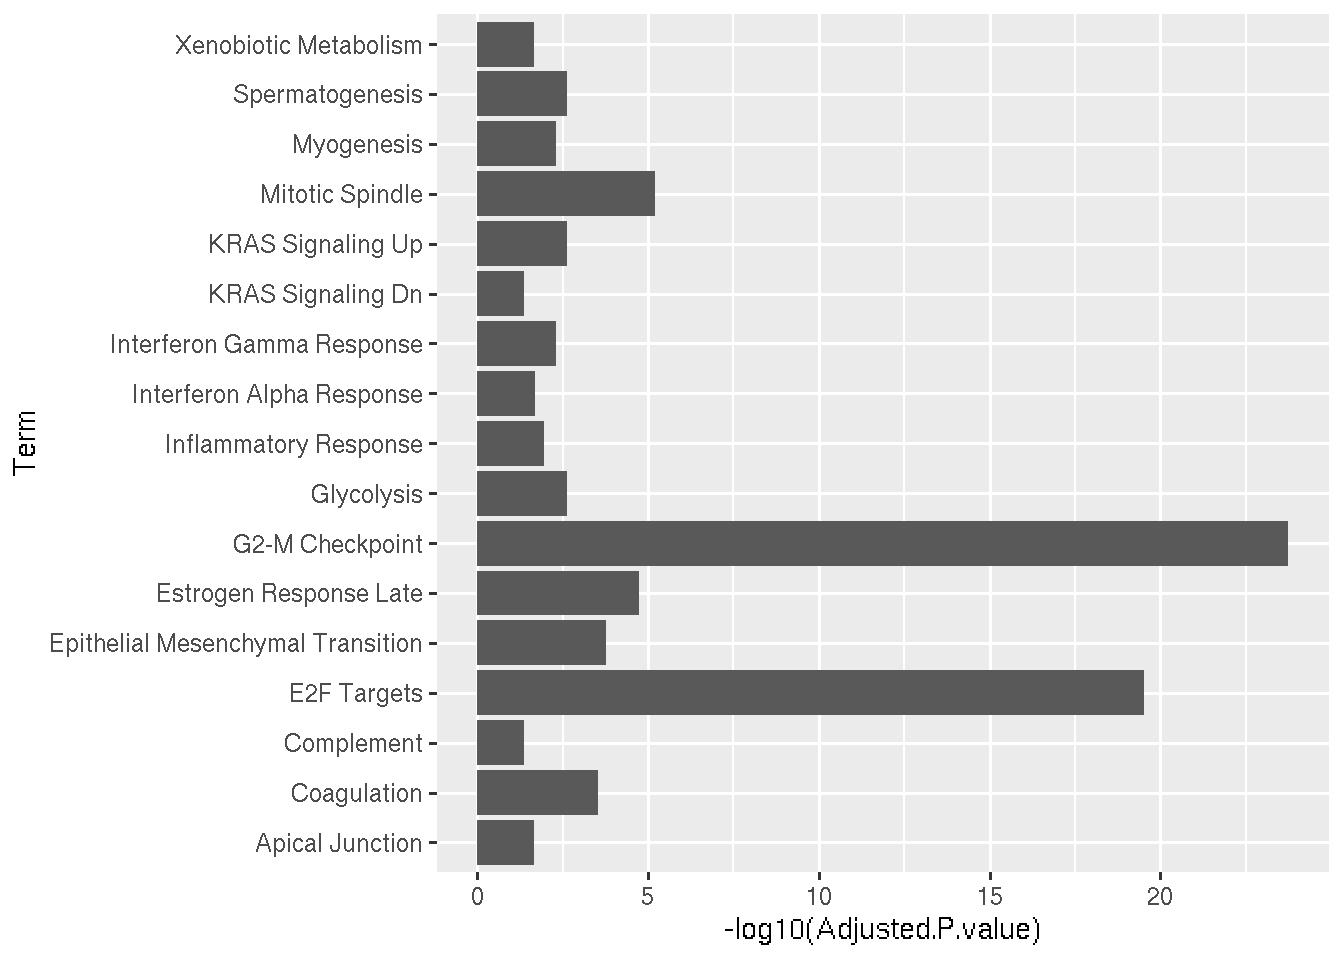 Xenobiotic Metabolism
Spermatogenesis
Myogenesis
Mitotic Spindle
KRAS Signaling Up
KRAS Signaling Dn
Interferon Gamma Response
Interferon Alpha Response
Inflammatory Response
Glycolysis
G2-M Checkpoint
Estrogen Response Late
Epithelial Mesenchymal Transition
E2F Targets
Complement
Coagulation
Apical Junction
Term
0 5 10 15 20
-log10(Adjusted.P.value)